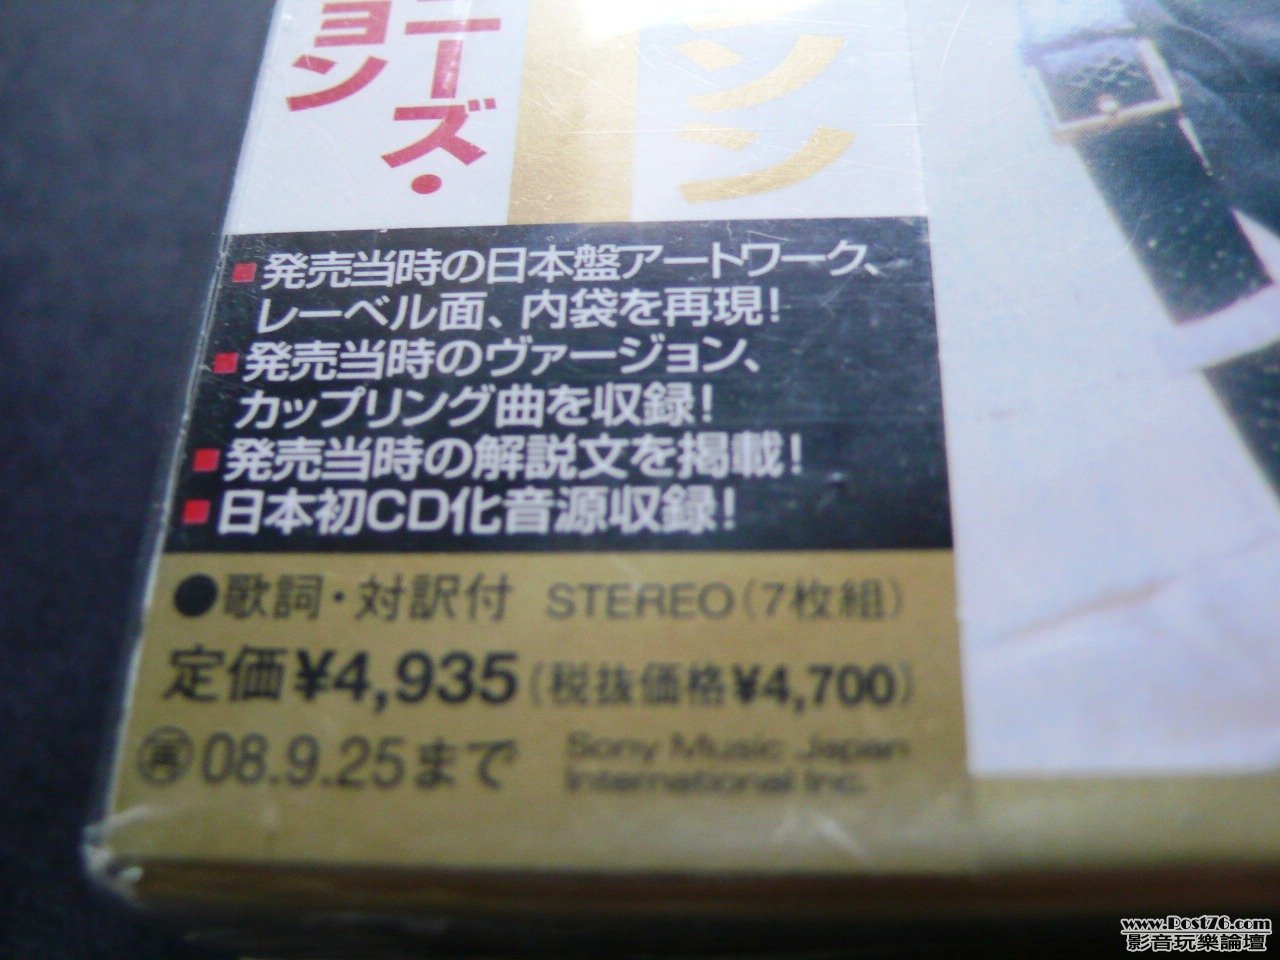 ョン
ニーズ・
ソン
■発売当時の日本盤アートワーク、
レーベル面、内袋を再現!
■発売当時のヴァージョン、
カップリング曲を収録!
■発売当時の解説文を掲載!
■日本初CD化音源収録!
●歌詞・対訳付 STEREO(7枚組)
定価¥4,935(税抜価格¥4,700)
㊢08.9.25まで
Sony Music Japan
International Inc.
www.Post76.com
影音玩樂論壇